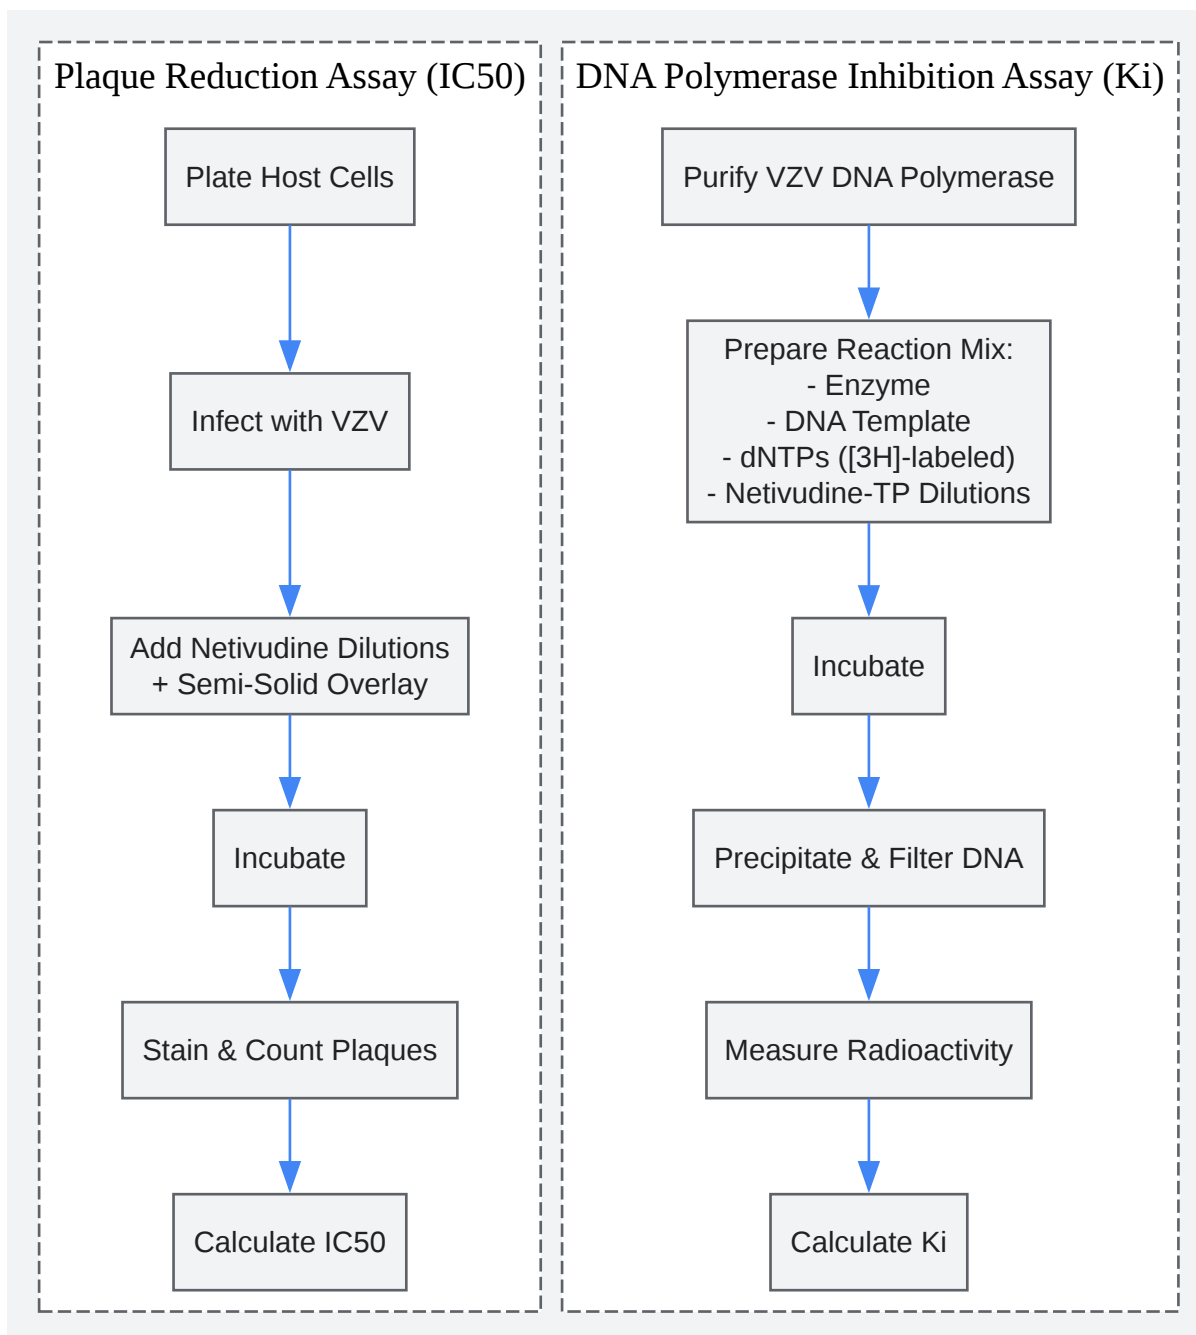 Plaque Reduction Assay (IC50)
Plate Host Cells
Infect with VZV
Add Netivudine Dilutions
+ Semi-Solid Overlay
Incubate
Stain & Count Plaques
Calculate IC50
DNA Polymerase Inhibition Assay (Ki)
Purify VZV DNA Polymerase
Prepare Reaction Mix:
- Enzyme
- DNA Template
- dNTPs ([3H]-labeled)
- Netivudine-TP Dilutions
Incubate
Precipitate & Filter DNA
Measure Radioactivity
Calculate Ki